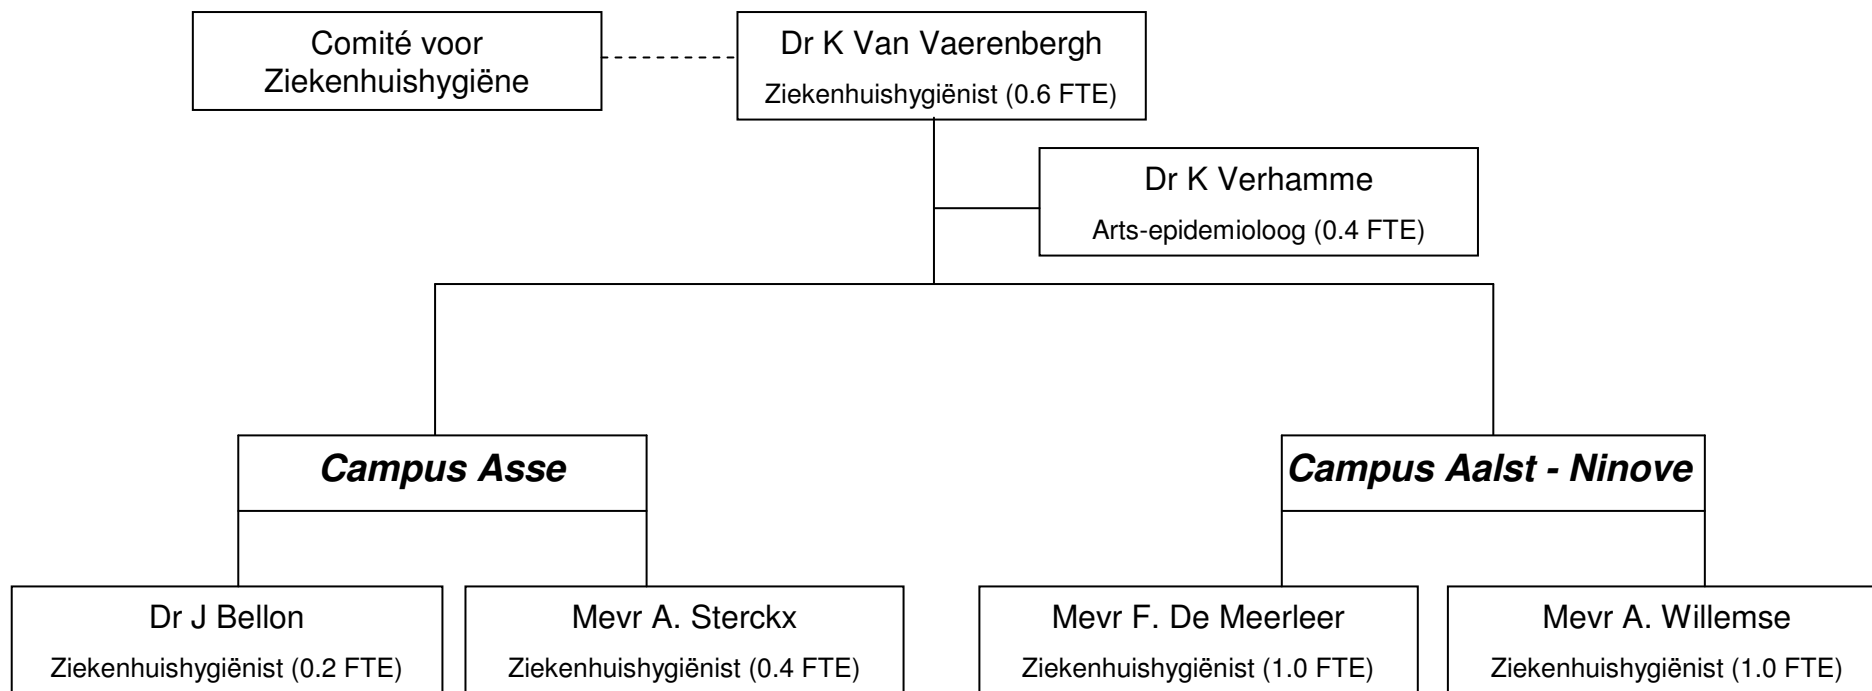 Comité voor
Ziekenhuishygiëne
Dr K Van Vaerenbergh
Ziekenhuishygiënist (0.6 FTE)
Dr K Verhamme
Arts-epidemioloog (0.4 FTE)
Campus Asse
Campus Aalst - Ninove
Dr J Bellon
Ziekenhuishygiënist (0.2 FTE)
Mevr A. Sterckx
Ziekenhuishygiënist (0.4 FTE)
Mevr F. De Meerleer
Ziekenhuishygiënist (1.0 FTE)
Mevr A. Willemse
Ziekenhuishygiënist (1.0 FTE)